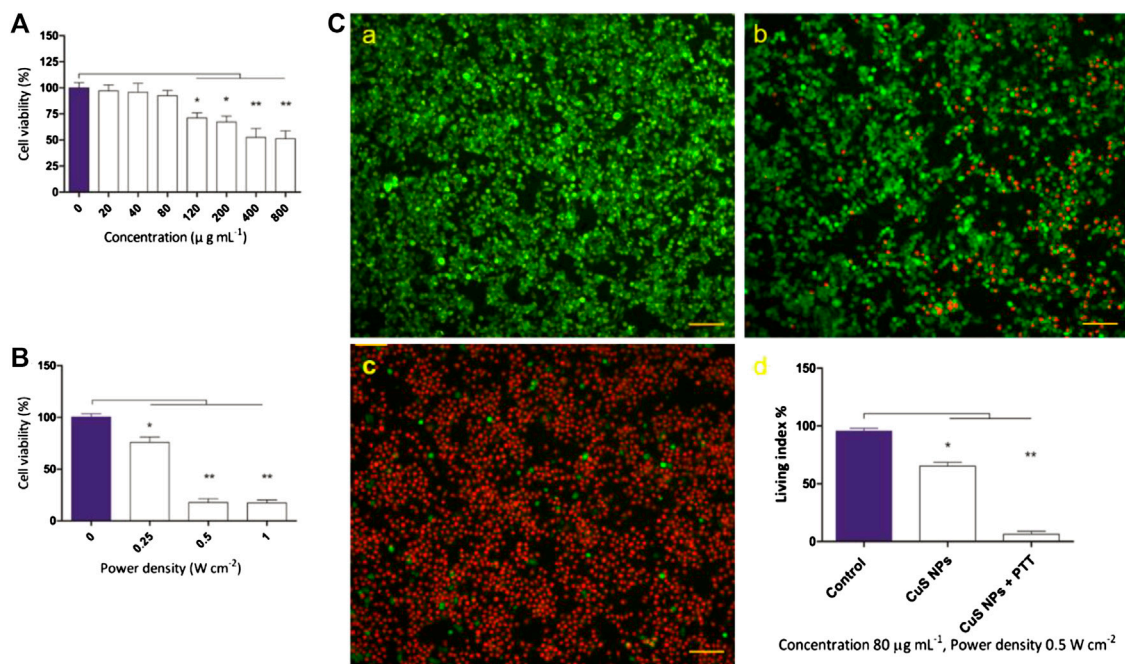 A
Cell viability (%)
150
125
100
75
50
25
0
* * ** **
0 20 40 80 120 200 400 800
Concentration (μ g mL⁻¹)
B
Cell viability (%)
150
100
50
0
* ** **
0 0.25 0.5 1
Power density (W cm⁻²)
C
a
b
c
d
Living index %
150
100
50
0
* **
Control CuS NPs CuS NPs + PTT
Concentration 80 μg mL⁻¹, Power density 0.5 W cm⁻²